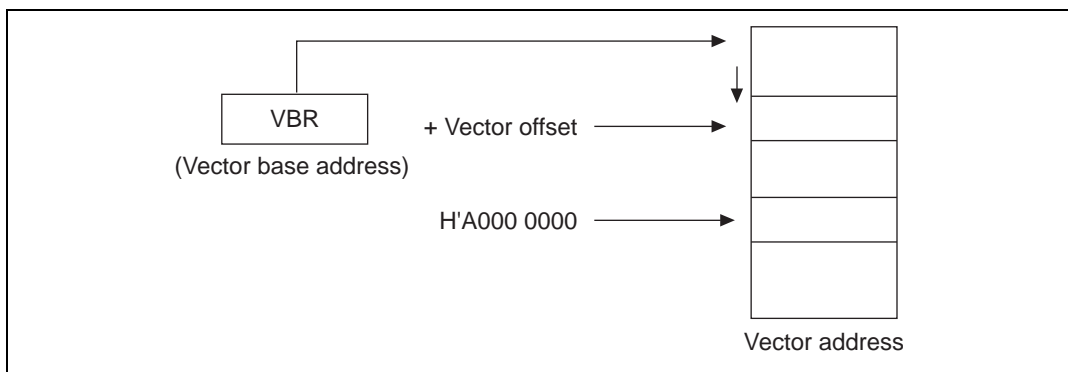 VBR
(Vector base address)
+ Vector offset
H'A000 0000
Vector address